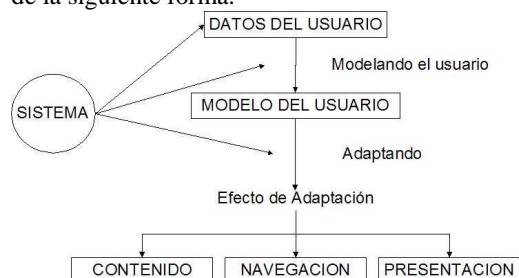 de la siguiente forma:
DATOS DEL USUARIO
Modelando el usuario
MODELO DEL USUARIO
SISTEMA
Adaptando
Efecto de Adaptación
CONTENIDO
NAVEGACION
PRESENTACION